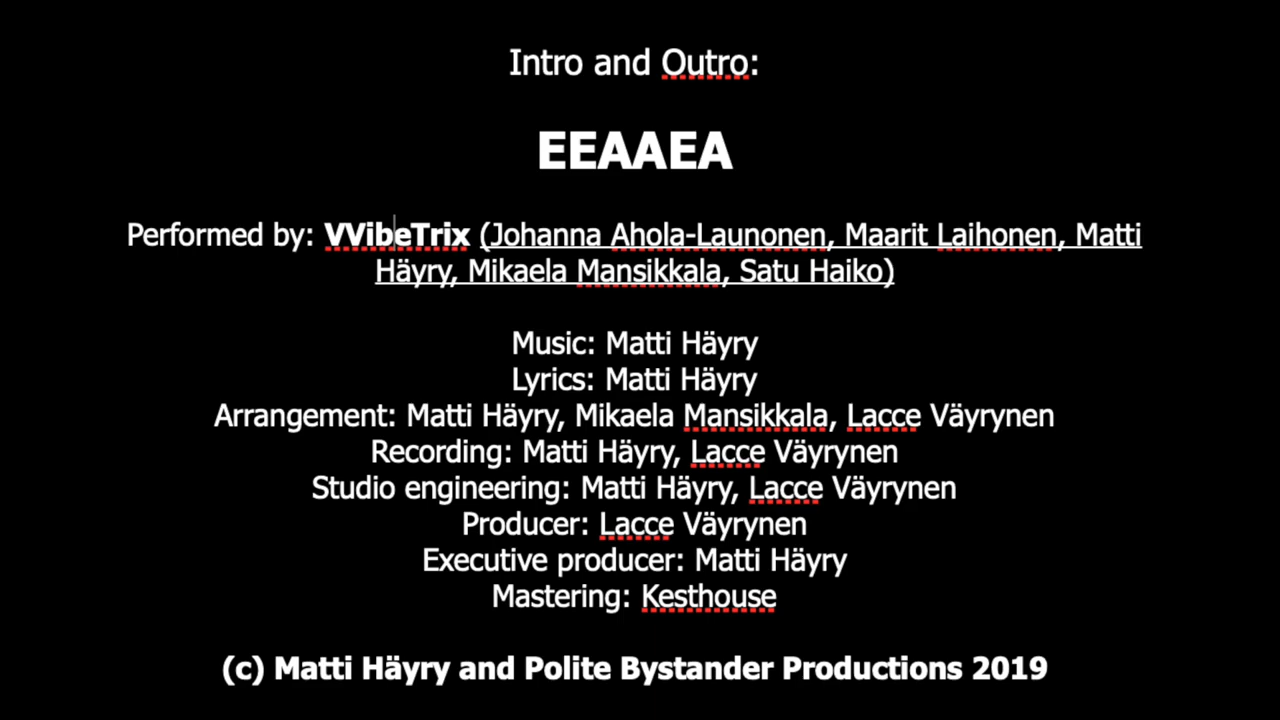 Intro and Outro:
EEAAEA
Performed by: VVibeTrix (Johanna Ahola-Launonen, Maarit Laihonen, Matti
Häyry, Mikaela Mansikkala, Satu Haiko)
Music: Matti Häyry
Lyrics: Matti Häyry
Arrangement: Matti Häyry, Mikaela Mansikkala, Lacce Väyrynen
Recording: Matti Häyry, Lacce Väyrynen
Studio engineering: Matti Häyry, Lacce Väyrynen
Producer: Lacce Väyrynen
Executive producer: Matti Häyry
Mastering: Kesthouse
(c) Matti Häyry and Polite Bystander Productions 2019